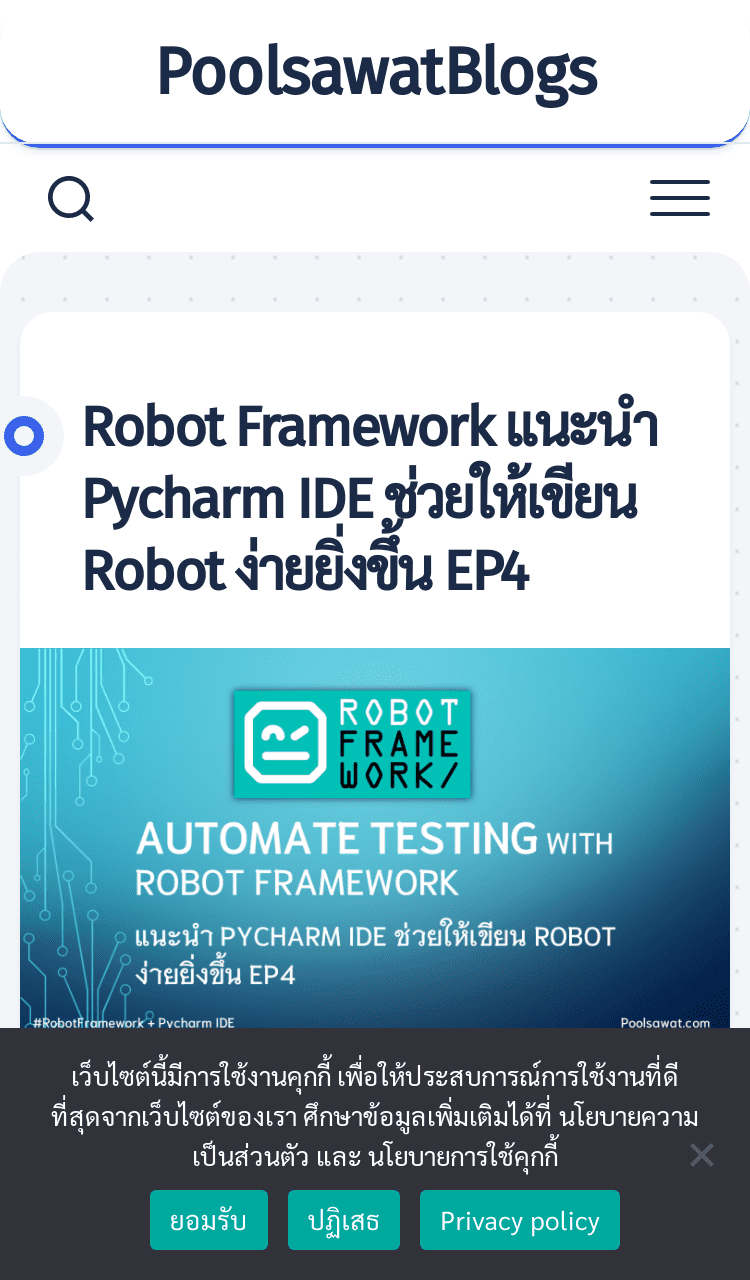 PoolsawatBlogs
Robot Framework แนะนำ
Pycharm IDE ช่วยให้เขียน
Robot ง่ายยิ่งขึ้น EP4
ROBOT
FRAME
WORK/
AUTOMATE TESTING WITH
ROBOT FRAMEWORK
แนะนำ PYCHARM IDE ช่วยให้เขียน ROBOT
ง่ายยิ่งขึ้น EP4
#RobotFramework + Pycharm IDE
Poolsawat.com
เว็บไซต์นี้มีการใช้งานคุกกี้ เพื่อให้ประสบการณ์การใช้งานที่ดี
ที่สุดจากเว็บไซต์ของเรา ศึกษาข้อมูลเพิ่มเติมได้ที่ นโยบายความ
เป็นส่วนตัว และ นโยบายการใช้คุกกี้
ยอมรับ
ปฏิเสธ
Privacy policy